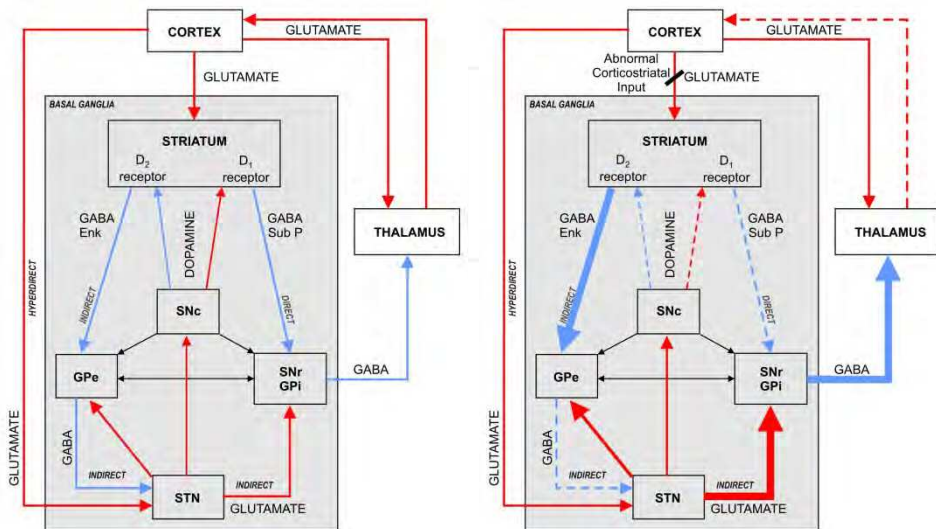 CORTEX
GLUTAMATE
GLUTAMATE
BASAL GANGLIA
STRIATUM
D2
receptor
D1
receptor
GABA
Enk
DOPAMINE
GABA
Sub P
THALAMUS
HYPERDIRECT
INDIRECT
DIRECT
SNc
GPe
SNr
GPi
GABA
GLUTAMATE
GABA
INDIRECT
INDIRECT
STN
GLUTAMATE
CORTEX
GLUTAMATE
Abnormal
Corticostriatal
Input
GLUTAMATE
BASAL GANGLIA
STRIATUM
D2
receptor
D1
receptor
GABA
Enk
DOPAMINE
GABA
Sub P
THALAMUS
HYPERDIRECT
INDIRECT
DIRECT
SNc
GPe
SNr
GPi
GABA
GLUTAMATE
GABA
INDIRECT
INDIRECT
STN
GLUTAMATE